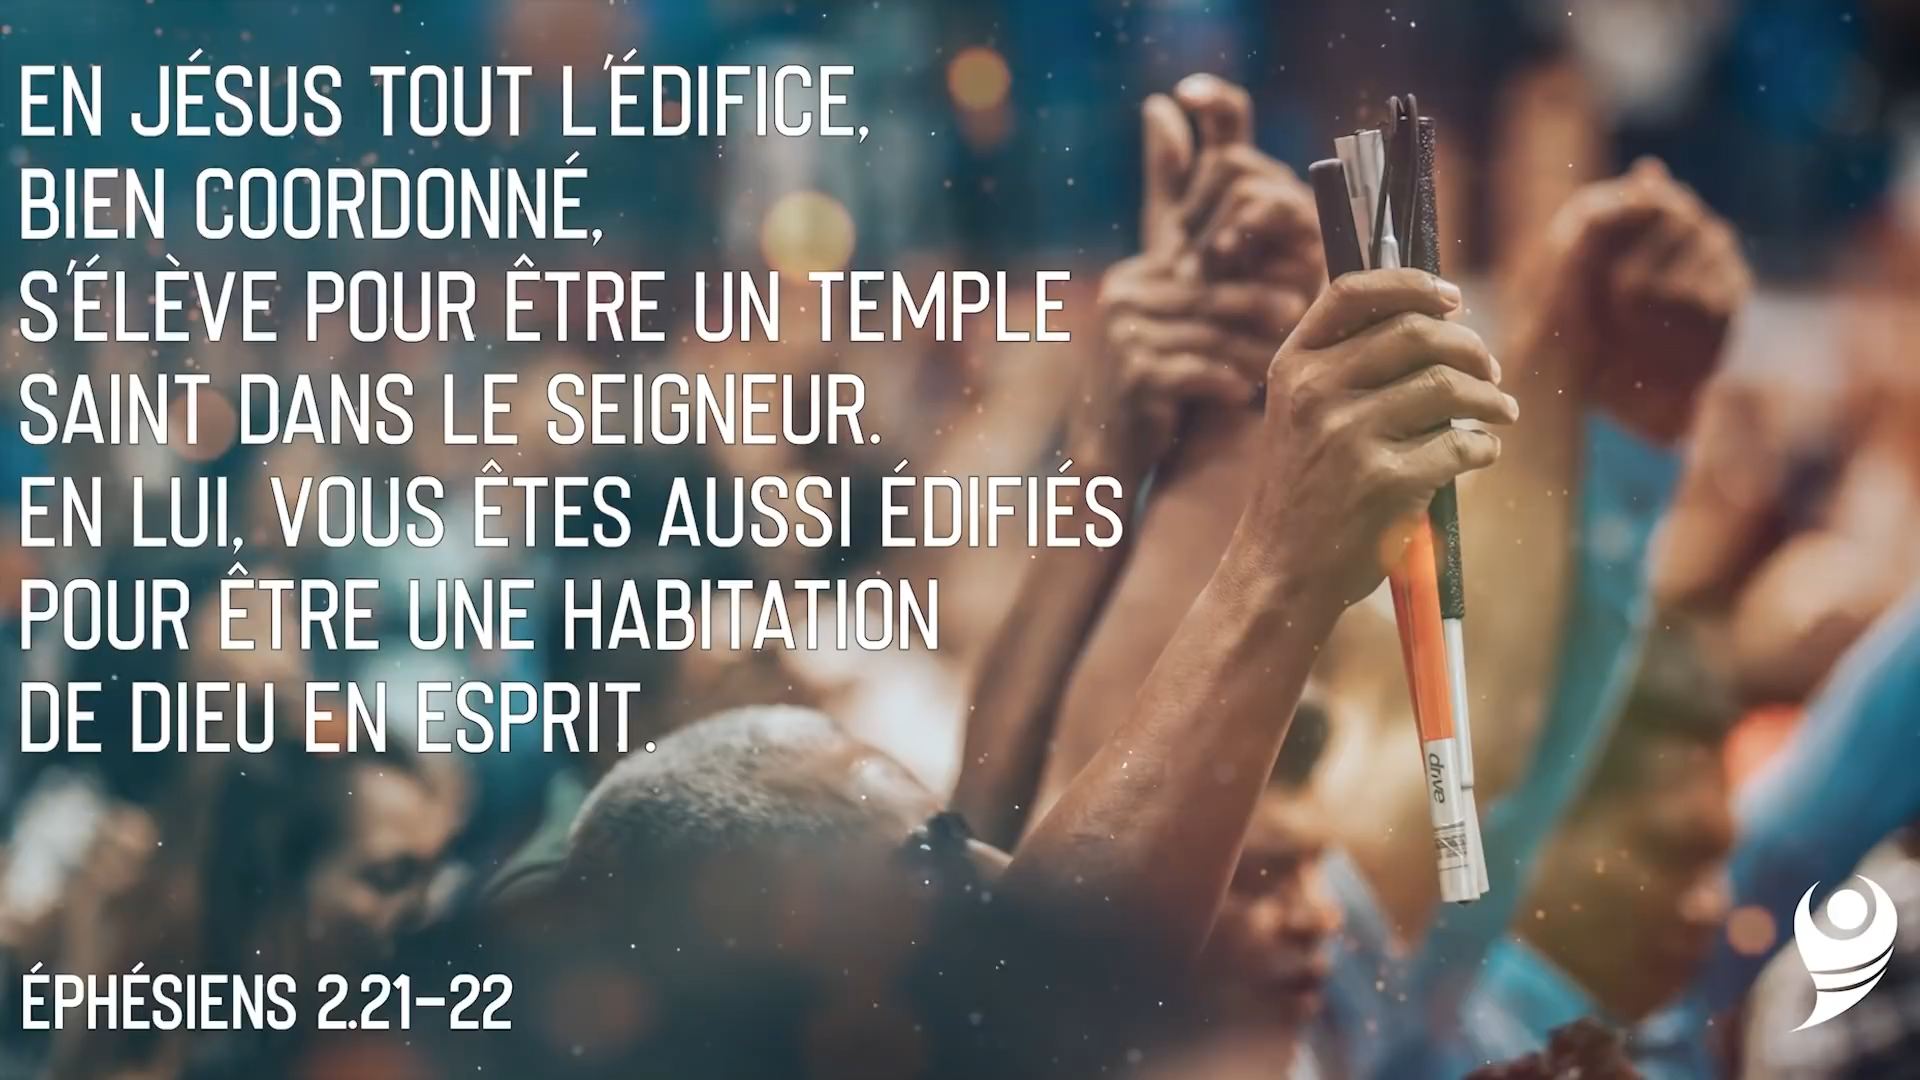 EN JÉSUS TOUT L'ÉDIFICE,
BIEN COORDONNÉ,
S'ÉLÈVE POUR ÊTRE UN TEMPLE
SAINT DANS LE SEIGNEUR.
EN LUI, VOUS ÊTES AUSSI ÉDIFIÉS
POUR ÊTRE UNE HABITATION
DE DIEU EN ESPRIT.
drive
ÉPHÉSIENS 2.21-22